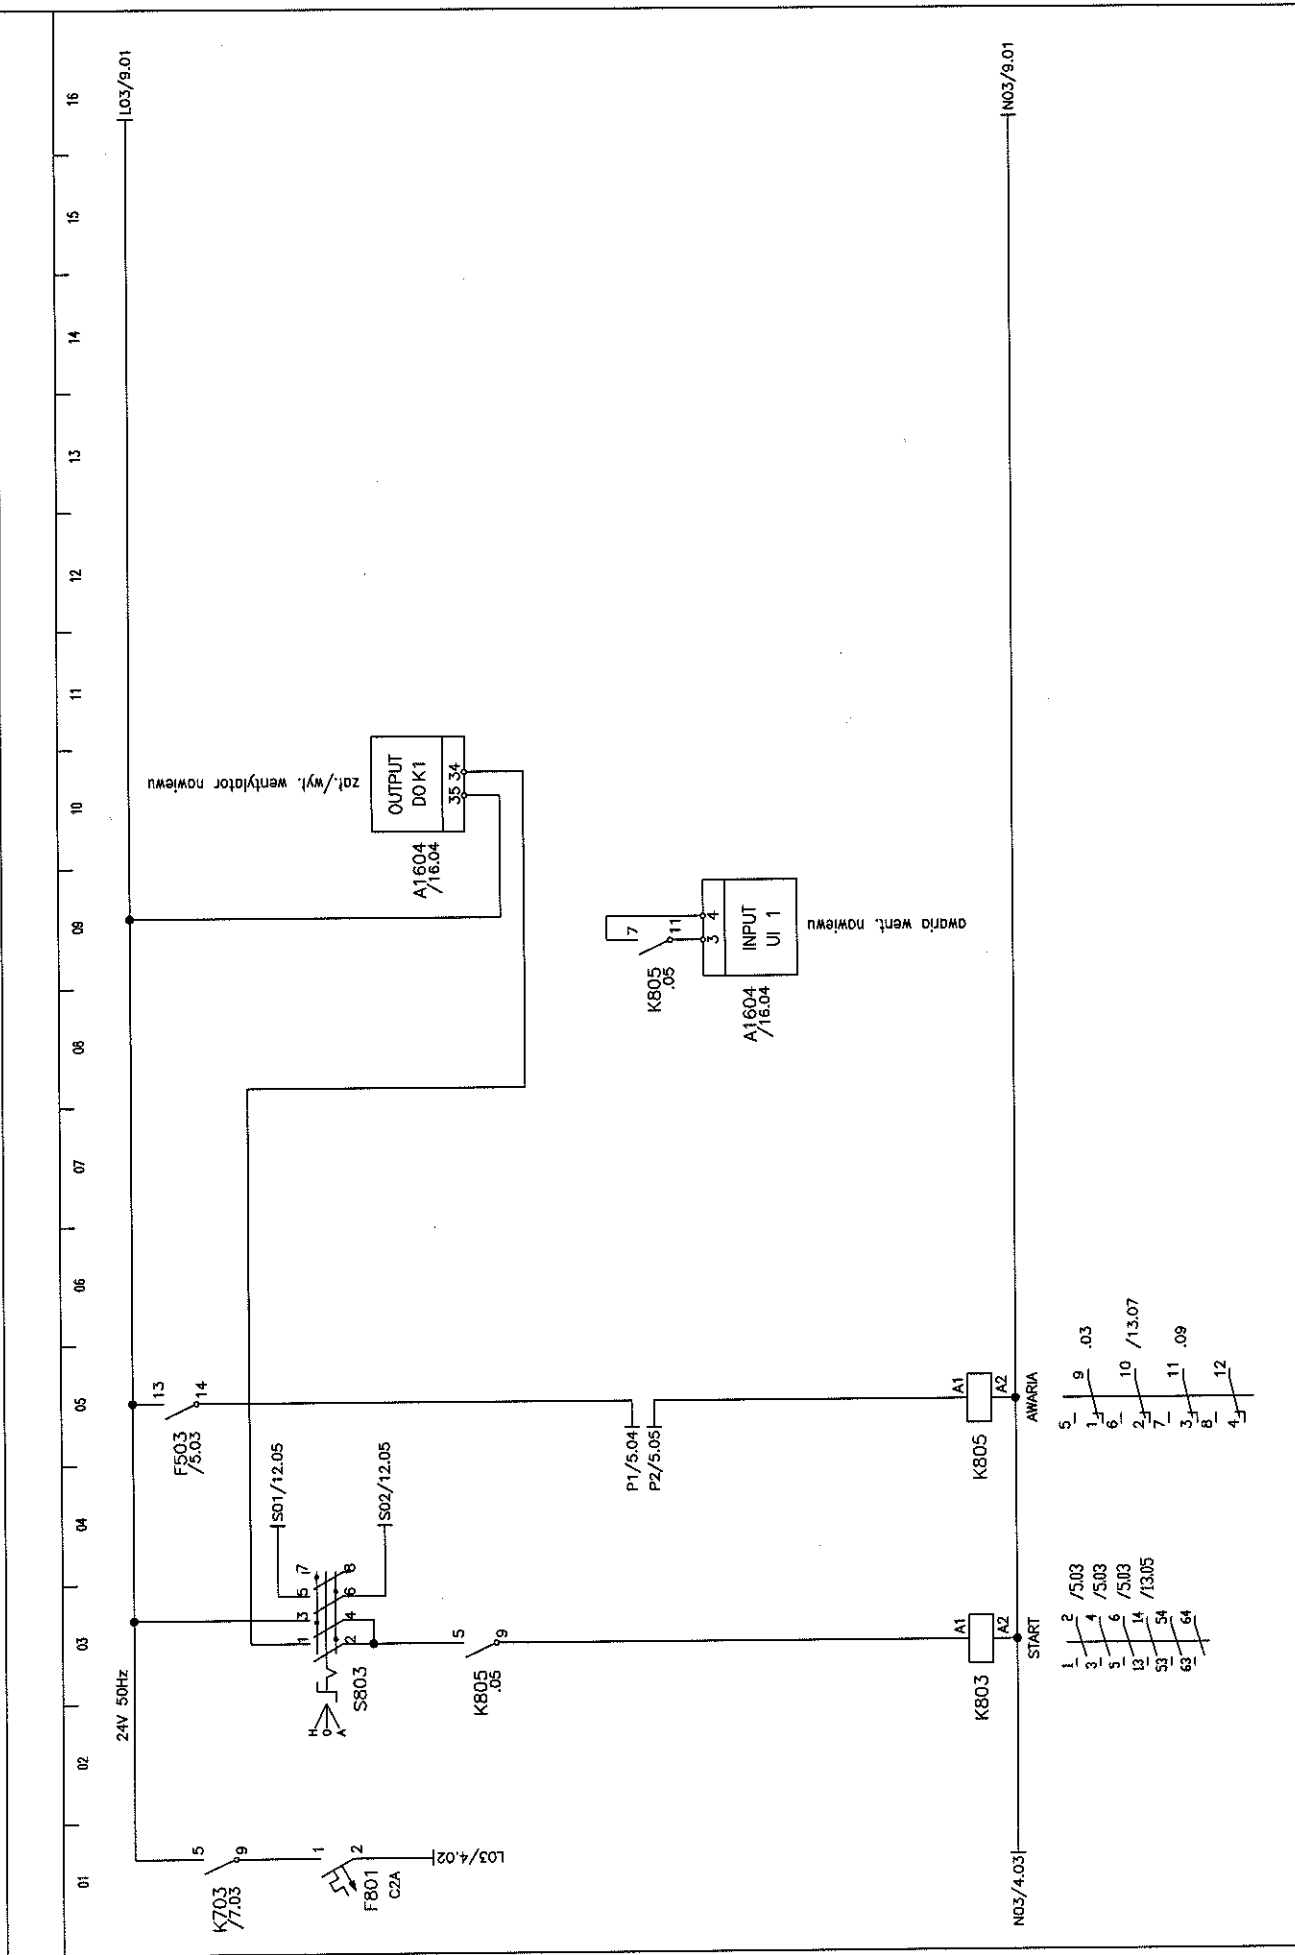 01 02 03 04 05 06 07 08 09 10 11 12 13 14 15 16
24V 50Hz
L03/9.01
K703
/7.03
5
9
F801
C2A
1
2
L03/4.02
H
O
A
S803
1 3 5 7
2 4 6 8
S01/12.05
S02/12.05
K805
.05
5
9
F503
/5.03
13
14
P1/5.04
P2/5.05
zał./wył. wentylator nawiewu
OUTPUT
DO K1
35 34
A1604
/16.04
K805
.05
7
11
3 4
INPUT
UI 1
A1604
/16.04
awaria went. nawiewu
K803
A1
A2
K805
A1
A2
N03/4.03
N03/9.01
START
1 2 /5.03
3 4 /5.03
5 6 /5.03
13 14 /13.05
53 54
63 64
AWARIA
5 9 .03
1
6 10 /13.07
2
7 11 .09
3
8 12
4